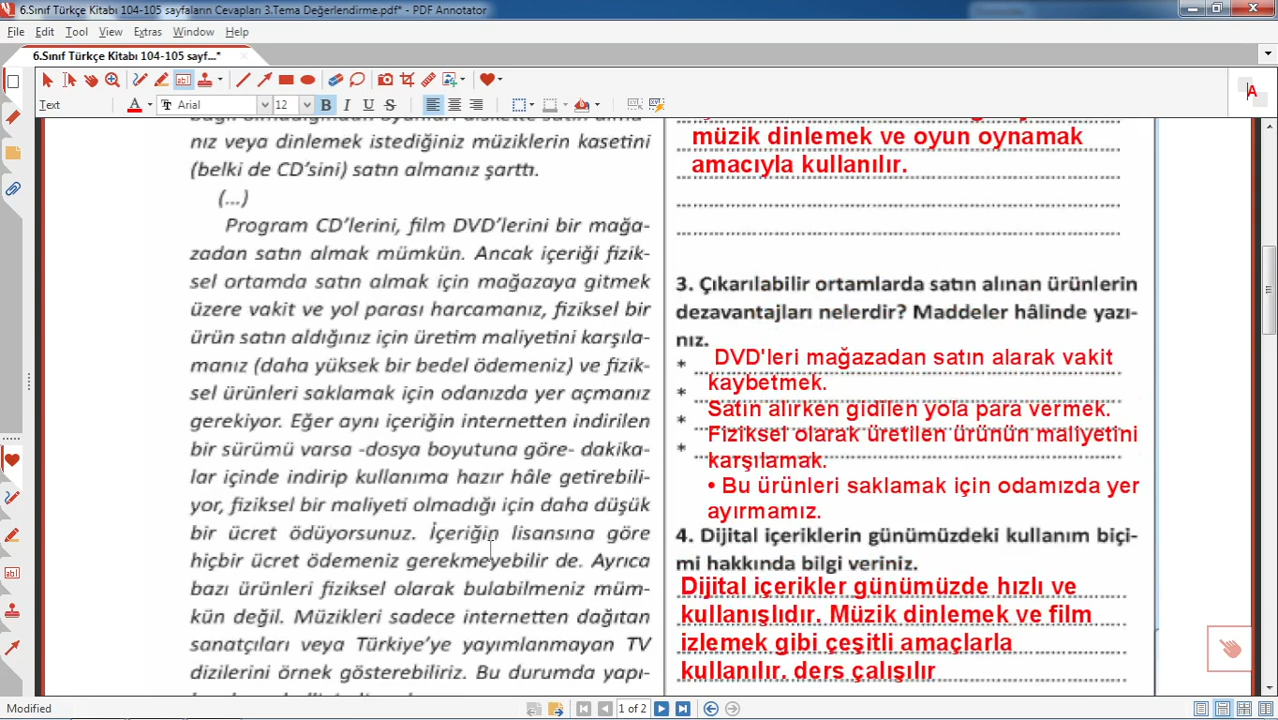 6.Sınıf Türkçe Kitabı 104-105 sayfaların Cevapları 3.Tema Değerlendirme.pdf* - PDF Annotator
File Edit Tool View Extras Window Help
6.Sınıf Türkçe Kitabı 104-105 sayf...*
Text A Arial 12 B I U S
A
nız veya dinlemek istediğiniz müziklerin kasetini
(belki de CD'sini) satın almanız şarttı.
(...)
Program CD'lerini, film DVD'lerini bir mağa-
zadan satın almak mümkün. Ancak içeriği fizik-
sel ortamda satın almak için mağazaya gitmek
üzere vakit ve yol parası harcamanız, fiziksel bir
ürün satın aldığınız için üretim maliyetini karşıla-
manız (daha yüksek bir bedel ödemeniz) ve fizik-
sel ürünleri saklamak için odanızda yer açmanız
gerekiyor. Eğer aynı içeriğin internetten indirilen
bir sürümü varsa -dosya boyutuna göre- dakika-
lar içinde indirip kullanıma hazır hâle getirebili-
yor, fiziksel bir maliyeti olmadığı için daha düşük
bir ücret ödüyorsunuz. İçeriğin lisansına göre
hiçbir ücret ödemeniz gerekmeyebilir de. Ayrıca
bazı ürünleri fiziksel olarak bulabilmeniz müm-
kün değil. Müzikleri sadece internetten dağıtan
sanatçıları veya Türkiye'ye yayımlanmayan TV
dizilerini örnek gösterebiliriz. Bu durumda yapı-
müzik dinlemek ve oyun oynamak
amacıyla kullanılır.
3. Çıkarılabilir ortamlarda satın alınan ürünlerin
dezavantajları nelerdir? Maddeler hâlinde yazı-
nız.
* DVD'leri mağazadan satın alarak vakit
* kaybetmek.
* Satın alırken gidilen yola para vermek.
* Fiziksel olarak üretilen ürünün maliyetini
karşılamak.
• Bu ürünleri saklamak için odamızda yer
ayırmamız.
4. Dijital içeriklerin günümüzdeki kullanım biçi-
mi hakkında bilgi veriniz.
Dijital içerikler günümüzde hızlı ve
kullanışlıdır. Müzik dinlemek ve film
izlemek gibi çeşitli amaçlarla
kullanılır. ders çalışılır
Modified 1 of 2